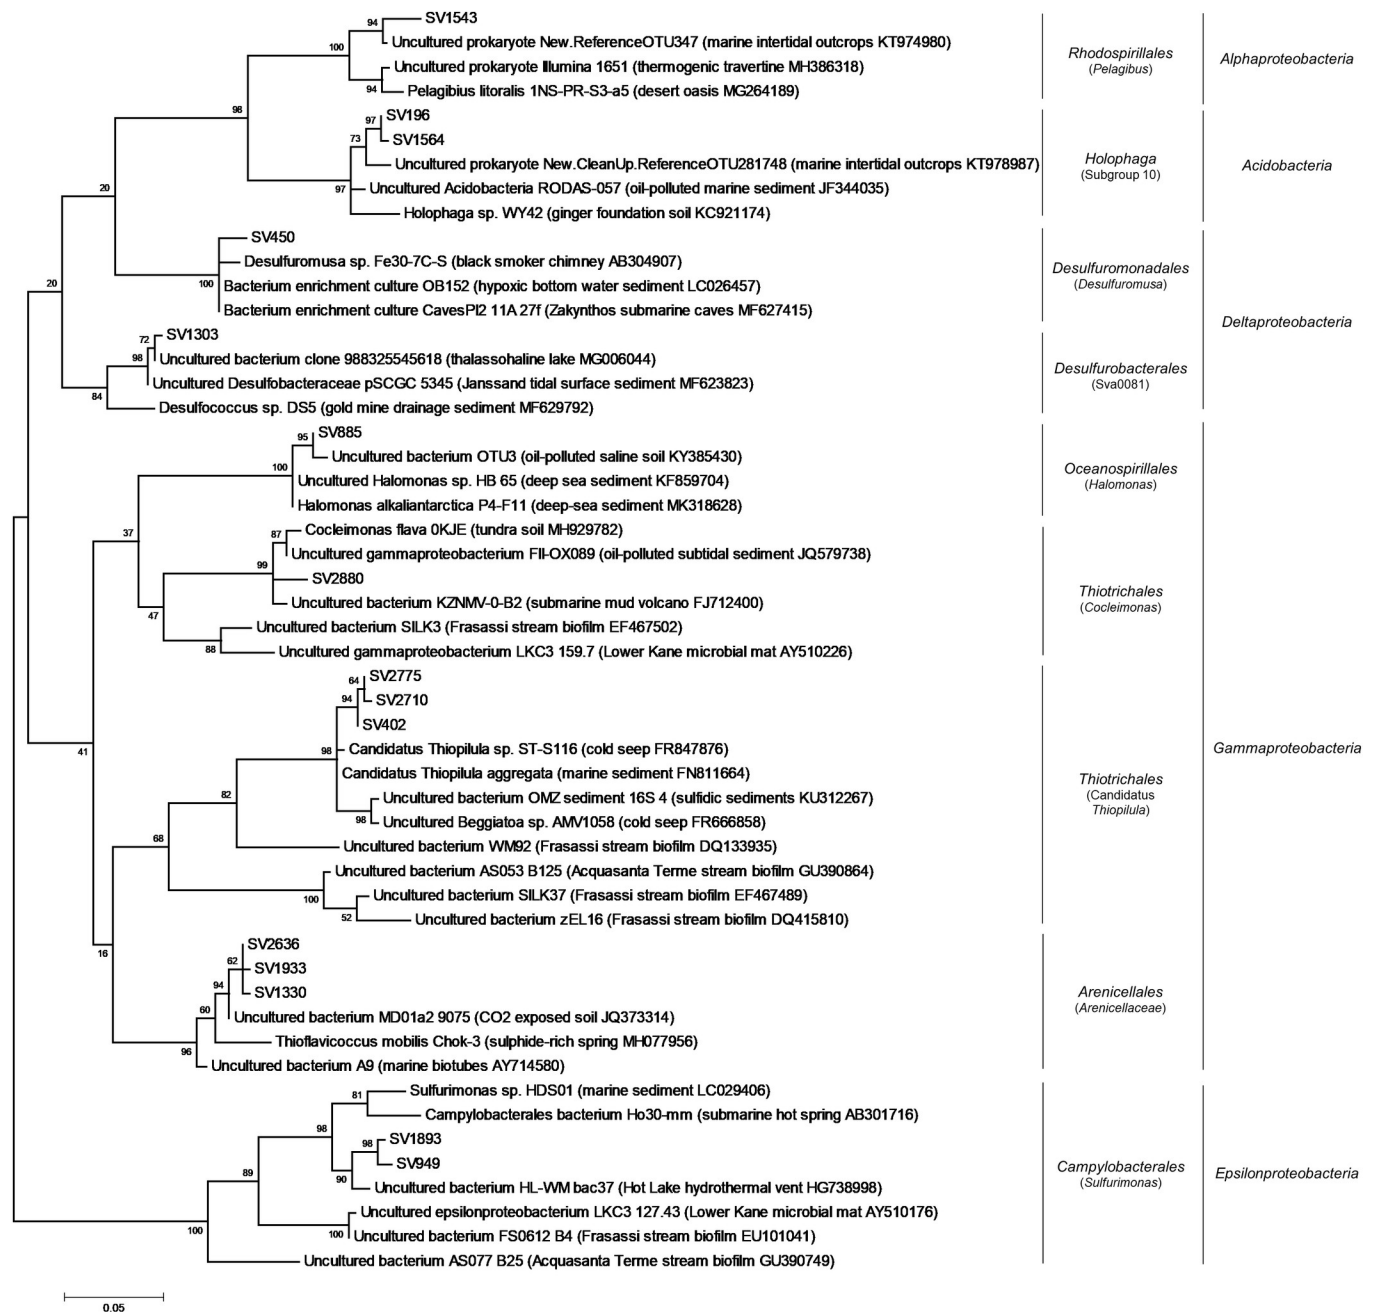 SV1543
94
Uncultured prokaryote New.ReferenceOTU347 (marine intertidal outcrops KT974980)
100
Rhodospirillales
(Pelagibus)
Alphaproteobacteria
Uncultured prokaryote Illumina 1651 (thermogenic travertine MH386318)
94
Pelagibius litoralis 1NS-PR-S3-a5 (desert oasis MG264189)
98
SV196
97
SV1564
73
Uncultured prokaryote New.CleanUp.ReferenceOTU281748 (marine intertidal outcrops KT978987)
Holophaga
(Subgroup 10)
Acidobacteria
97
Uncultured Acidobacteria RODAS-057 (oil-polluted marine sediment JF344035)
20
Holophaga sp. WY42 (ginger foundation soil KC921174)
SV450
Desulfuromusa sp. Fe30-7C-S (black smoker chimney AB304907)
Desulfuromonadales
(Desulfuromusa)
100
Bacterium enrichment culture OB152 (hypoxic bottom water sediment LC026457)
20
Bacterium enrichment culture CavesPI2 11A 27f (Zakynthos submarine caves MF627415)
Deltaproteobacteria
SV1303
72
98
Uncultured bacterium clone 988325545618 (thalassohaline lake MG006044)
Desulfurobacterales
(Sva0081)
Uncultured Desulfobacteraceae pSCGC 5345 (Janssand tidal surface sediment MF623823)
84
Desulfococcus sp. DS5 (gold mine drainage sediment MF629792)
SV885
95
Uncultured bacterium OTU3 (oil-polluted saline soil KY385430)
100
Oceanospirillales
(Halomonas)
Uncultured Halomonas sp. HB 65 (deep sea sediment KF859704)
Halomonas alkaliantarctica P4-F11 (deep-sea sediment MK318628)
37
Cocleimonas flava 0KJE (tundra soil MH929782)
87
Uncultured gammaproteobacterium FII-OX089 (oil-polluted subtidal sediment JQ579738)
99
SV2880
Thiotrichales
(Cocleimonas)
Uncultured bacterium KZNMV-0-B2 (submarine mud volcano FJ712400)
47
Uncultured bacterium SILK3 (Frasassi stream biofilm EF467502)
88
Uncultured gammaproteobacterium LKC3 159.7 (Lower Kane microbial mat AY510226)
SV2775
64
SV2710
94
SV402
41
98
Candidatus Thiopilula sp. ST-S116 (cold seep FR847876)
Gammaproteobacteria
Candidatus Thiopilula aggregata (marine sediment FN811664)
Thiotrichales
(Candidatus
Thiopilula)
82
Uncultured bacterium OMZ sediment 16S 4 (sulfidic sediments KU312267)
98
Uncultured Beggiatoa sp. AMV1058 (cold seep FR666858)
68
Uncultured bacterium WM92 (Frasassi stream biofilm DQ133935)
Uncultured bacterium AS053 B125 (Acquasanta Terme stream biofilm GU390864)
100
Uncultured bacterium SILK37 (Frasassi stream biofilm EF467489)
52
Uncultured bacterium zEL16 (Frasassi stream biofilm DQ415810)
16
SV2636
62
SV1933
94
SV1330
Arenicellales
(Arenicellaceae)
60
Uncultured bacterium MD01a2 9075 (CO2 exposed soil JQ373314)
Thioflavicoccus mobilis Chok-3 (sulphide-rich spring MH077956)
96
Uncultured bacterium A9 (marine biotubes AY714580)
Sulfurimonas sp. HDS01 (marine sediment LC029406)
81
Campylobacterales bacterium Ho30-mm (submarine hot spring AB301716)
98
SV1893
98
SV949
90
Campylobacterales
(Sulfurimonas)
Epsilonproteobacteria
89
Uncultured bacterium HL-WM bac37 (Hot Lake hydrothermal vent HG738998)
Uncultured epsilonproteobacterium LKC3 127.43 (Lower Kane microbial mat AY510176)
100
100
Uncultured bacterium FS0612 B4 (Frasassi stream biofilm EU101041)
Uncultured bacterium AS077 B25 (Acquasanta Terme stream biofilm GU390749)
0.05